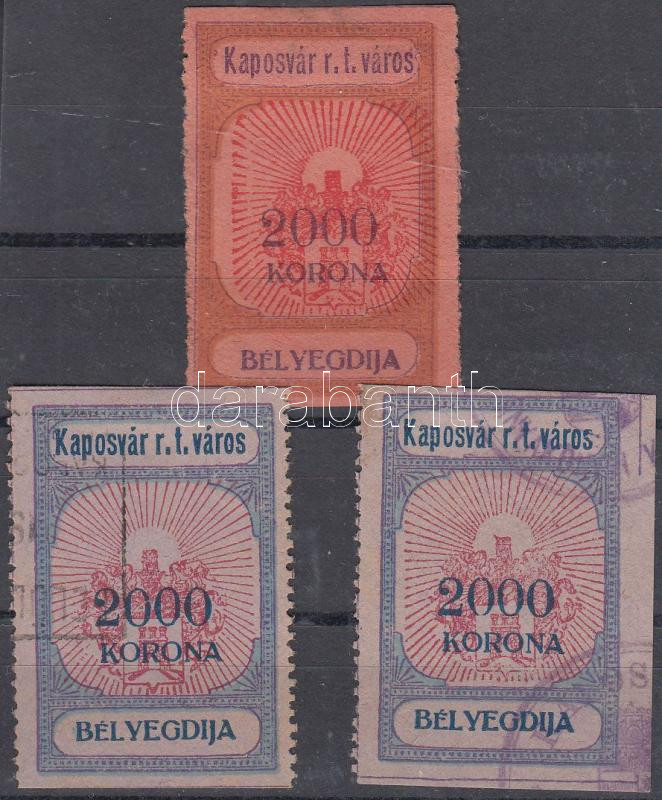 Kaposvár r. t. város
2000
KORONA
BÉLYEGDIJA
darabanth
Kaposvár r. t. város
2000
KORONA
BÉLYEGDIJA
Kaposvár r. t. város
2000
KORONA
BÉLYEGDIJA